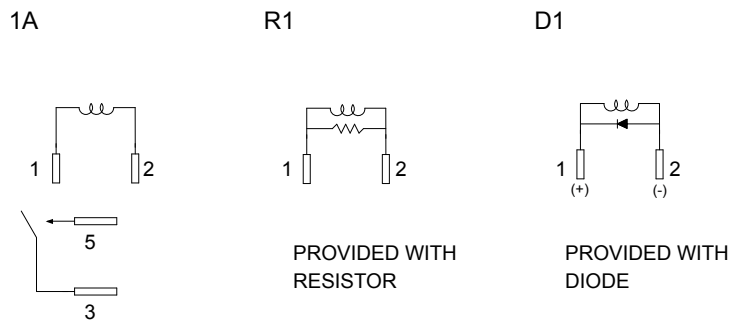 1A
R1
D1
1
2
5
3
1
2
PROVIDED WITH
RESISTOR
1
2
(+)
(-)
PROVIDED WITH
DIODE